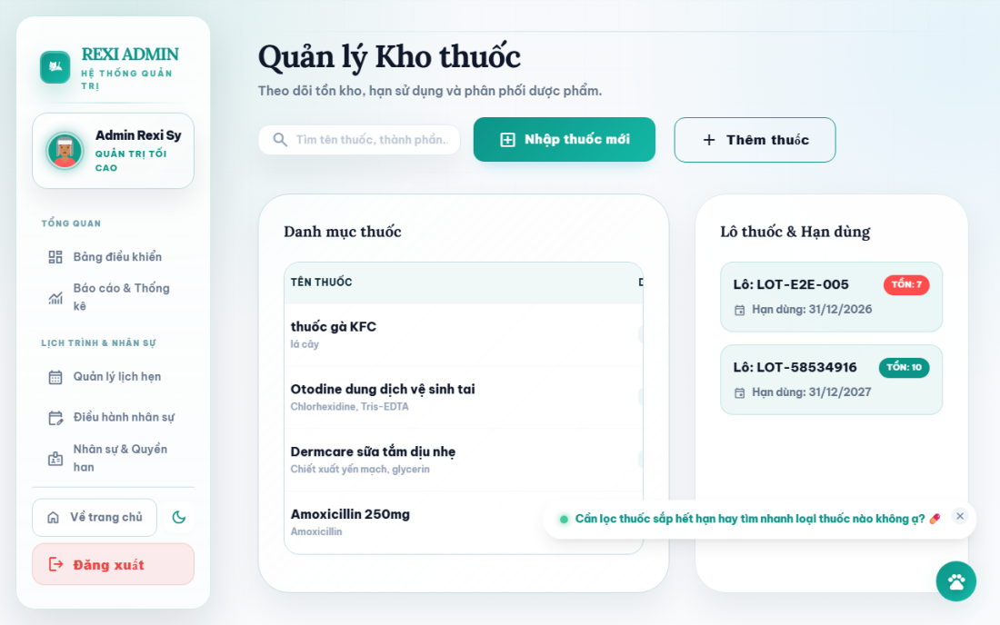 REXI ADMIN
HỆ THỐNG QUẢN
TRỊ
Admin Rexi Sy
QUẢN TRỊ TỐI
CAO
TỔNG QUAN
Bảng điều khiển
Báo cáo & Thống
kê
LỊCH TRÌNH & NHÂN SỰ
Quản lý lịch hẹn
Điều hành nhân sự
Nhân sự & Quyền
hạn
Về trang chủ
Đăng xuất
Quản lý Kho thuốc
Theo dõi tồn kho, hạn sử dụng và phân phối dược phẩm.
Tìm tên thuốc, thành phần..
Nhập thuốc mới
Thêm thuốc
Danh mục thuốc
TÊN THUỐC
thuốc gà KFC
lá cây
Otodine dung dịch vệ sinh tai
Chlorhexidine, Tris-EDTA
Dermcare sữa tắm dịu nhẹ
Chiết xuất yến mạch, glycerin
Amoxicillin 250mg
Amoxicillin
Lô thuốc & Hạn dùng
Lô: LOT-E2E-005
TỒN: 7
Hạn dùng: 31/12/2026
Lô: LOT-58534916
TỒN: 10
Hạn dùng: 31/12/2027
Cần lọc thuốc sắp hết hạn hay tìm nhanh loại thuốc nào không ạ? 💊